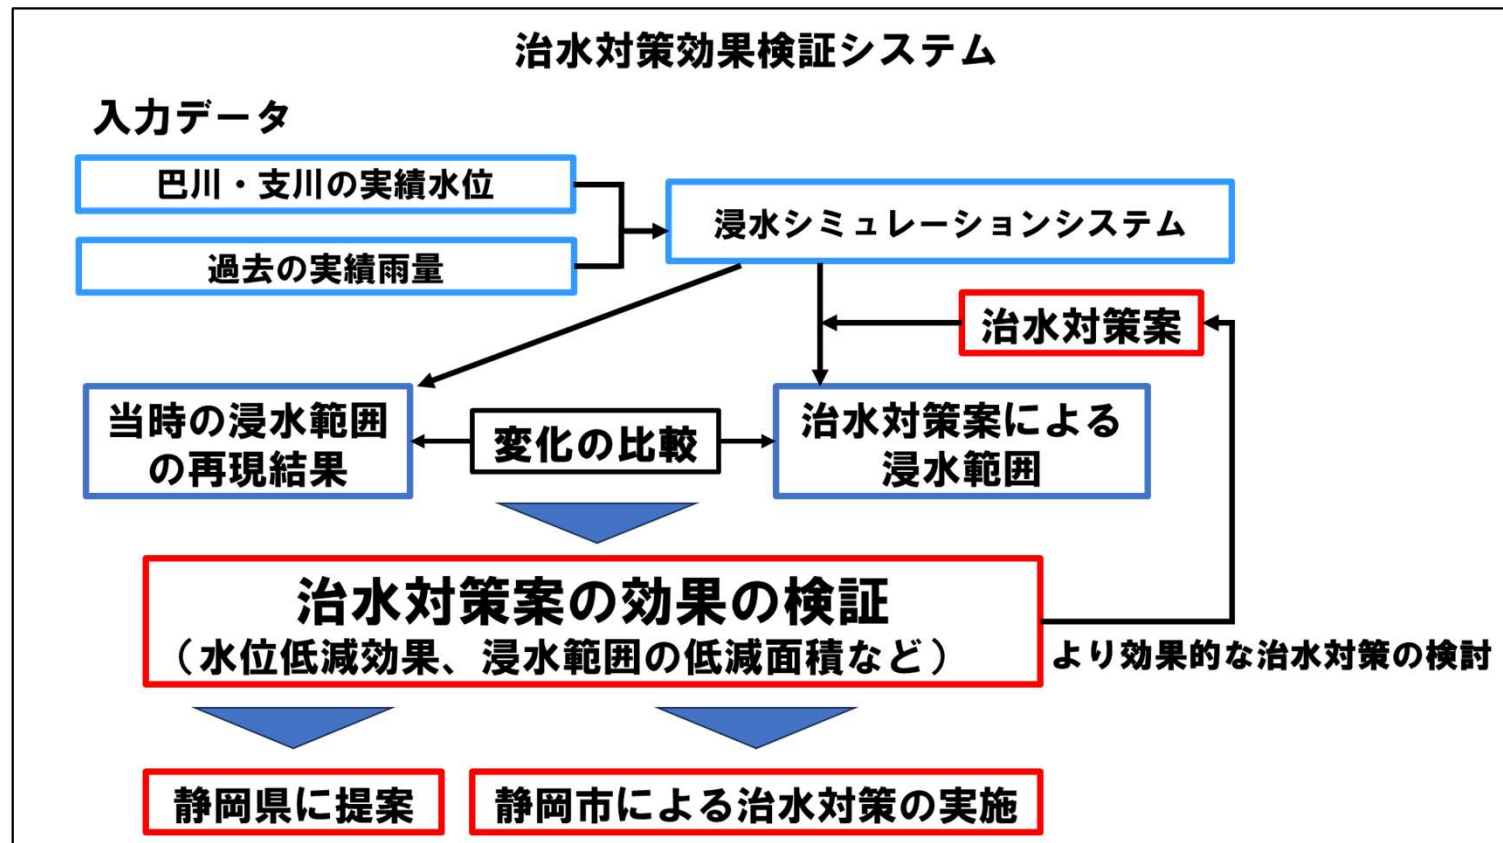 治水対策効果検証システム
入力データ
巴川・支川の実績水位
過去の実績雨量
浸水シミュレーションシステム
治水対策案
当時の浸水範囲
の再現結果
変化の比較
治水対策案による
浸水範囲
治水対策案の効果の検証
（水位低減効果、浸水範囲の低減面積など）
より効果的な治水対策の検討
静岡県に提案
静岡市による治水対策の実施